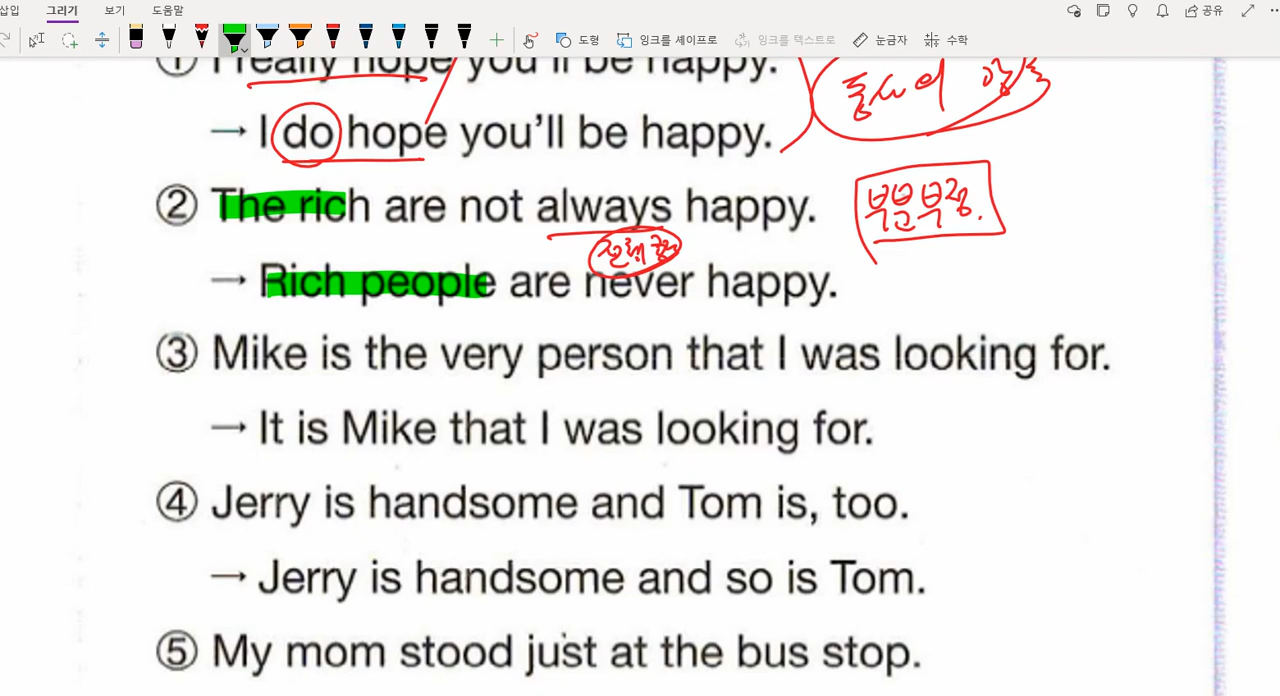 삽입 그리기 보기 도움말 공유
도형 잉크를 셰이프로 잉크를 텍스트로 눈금자 수학
① I really hope you'll be happy.
→ I do hope you'll be happy.
동사의 강조
② The rich are not always happy.
부분부정.
전체부정
→ Rich people are never happy.
③ Mike is the very person that I was looking for.
→ It is Mike that I was looking for.
④ Jerry is handsome and Tom is, too.
→ Jerry is handsome and so is Tom.
⑤ My mom stood just at the bus stop.